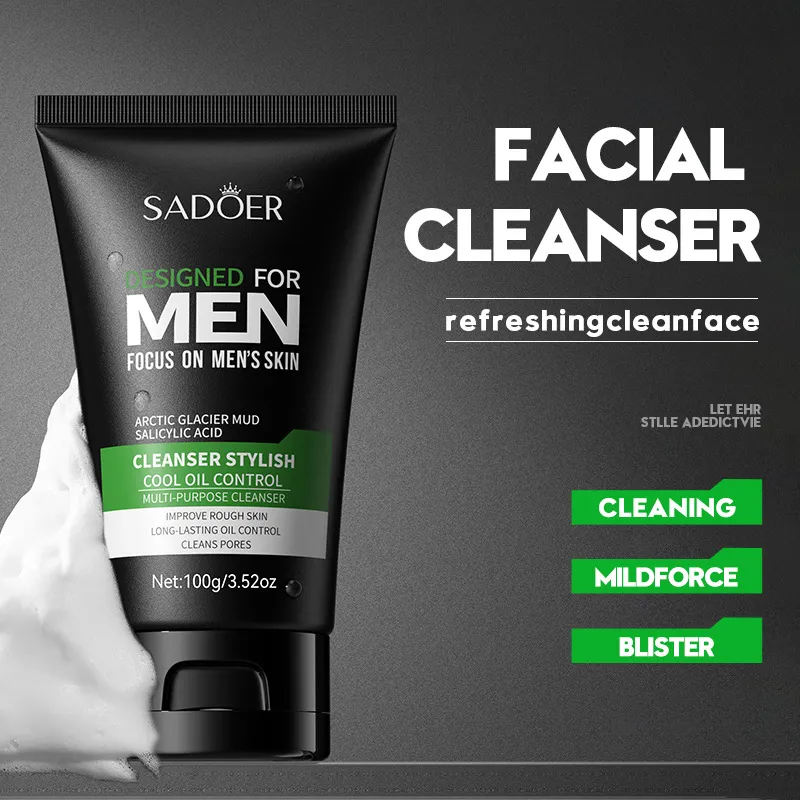 SADOER
DESIGNED FOR
MEN
FOCUS ON MEN'S SKIN
ARCTIC GLACIER MUD
SALICYLIC ACID
CLEANSER STYLISH
COOL OIL CONTROL
MULTI-PURPOSE CLEANSER
IMPROVE ROUGH SKIN
LONG-LASTING OIL CONTROL
CLEANS PORES
Net:100g/3.52oz
FACIAL
CLEANSER
refreshingcleanface
LET EHR
STLLE ADEDICTVIE
CLEANING
MILDFORCE
BLISTER